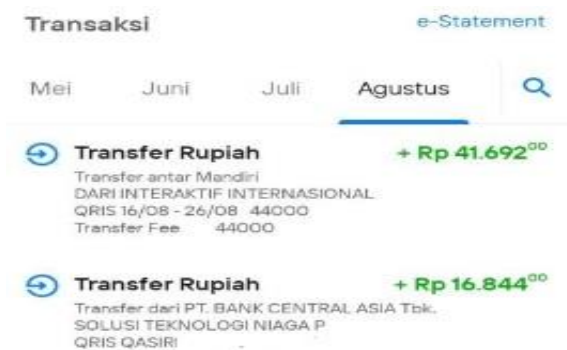 Transaksi
e-Statement
Mei Juni Juli Agustus
Transfer Rupiah + Rp 41.692⁰⁰
Transfer antar Mandiri
DARI INTERAKTIF INTERNASIONAL
QRIS 16/08 - 26/08 44000
Transfer Fee 44000
Transfer Rupiah + Rp 16.844⁰⁰
Transfer dari PT. BANK CENTRAL ASIA Tbk.
SOLUSI TEKNOLOGI NIAGA P
QRIS QASIR